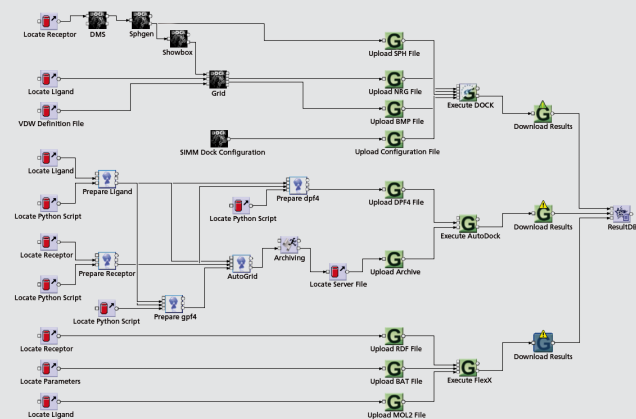 Locate Receptor
DMS
Sphgen
Showbox
Upload SPH File
Locate Ligand
Grid
Upload NRG File
Execute DOCK
VDW Definition File
Upload BMP File
Download Results
SIMM Dock Configuration
Upload Configuration File
Locate Ligand
Prepare Ligand
Prepare dpf4
Locate Python Script
Locate Python Script
Upload DPF4 File
Execute AutoDock
Download Results
ResultDB
Locate Receptor
Prepare Receptor
AutoGrid
Archiving
Locate Server File
Upload Archive
Locate Python Script
Locate Python Script
Prepare gpf4
Locate Receptor
Upload RDF File
Download Results
Locate Parameters
Upload BAT File
Execute FlexX
Locate Ligand
Upload MOL2 File